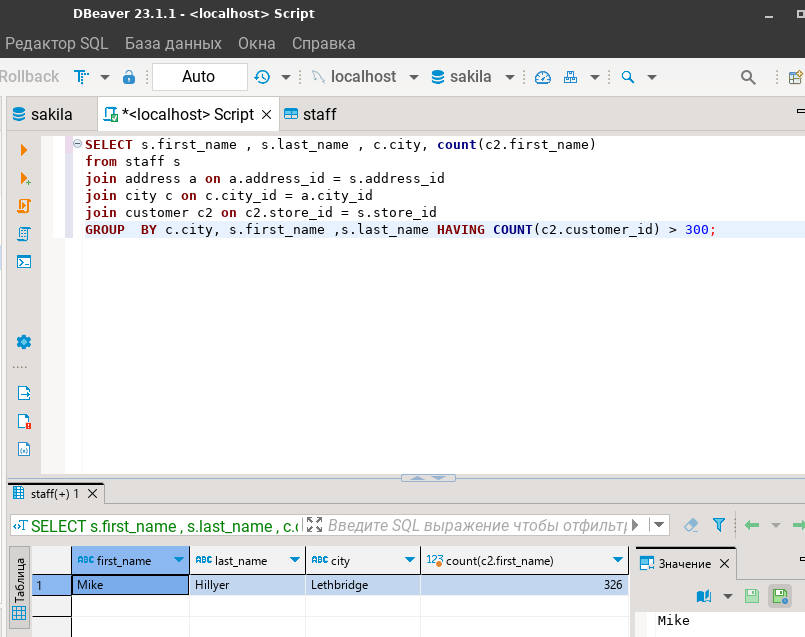 DBeaver 23.1.1 - <localhost> Script
Редактор SQL База данных Окна Справка
Rollback Auto localhost sakila
sakila *<localhost> Script staff
SELECT s.first_name , s.last_name , c.city, count(c2.first_name)
from staff s
join address a on a.address_id = s.address_id
join city c on c.city_id = a.city_id
join customer c2 on c2.store_id = s.store_id
GROUP  BY c.city, s.first_name ,s.last_name HAVING COUNT(c2.customer_id) > 300;
staff(+) 1
SELECT s.first_name , s.last_name , c.c Введите SQL выражение чтобы отфильтр
Таблица
ABC first_name ABC last_name ABC city 123 count(c2.first_name)
1 Mike Hillyer Lethbridge 326
Значение
Mike